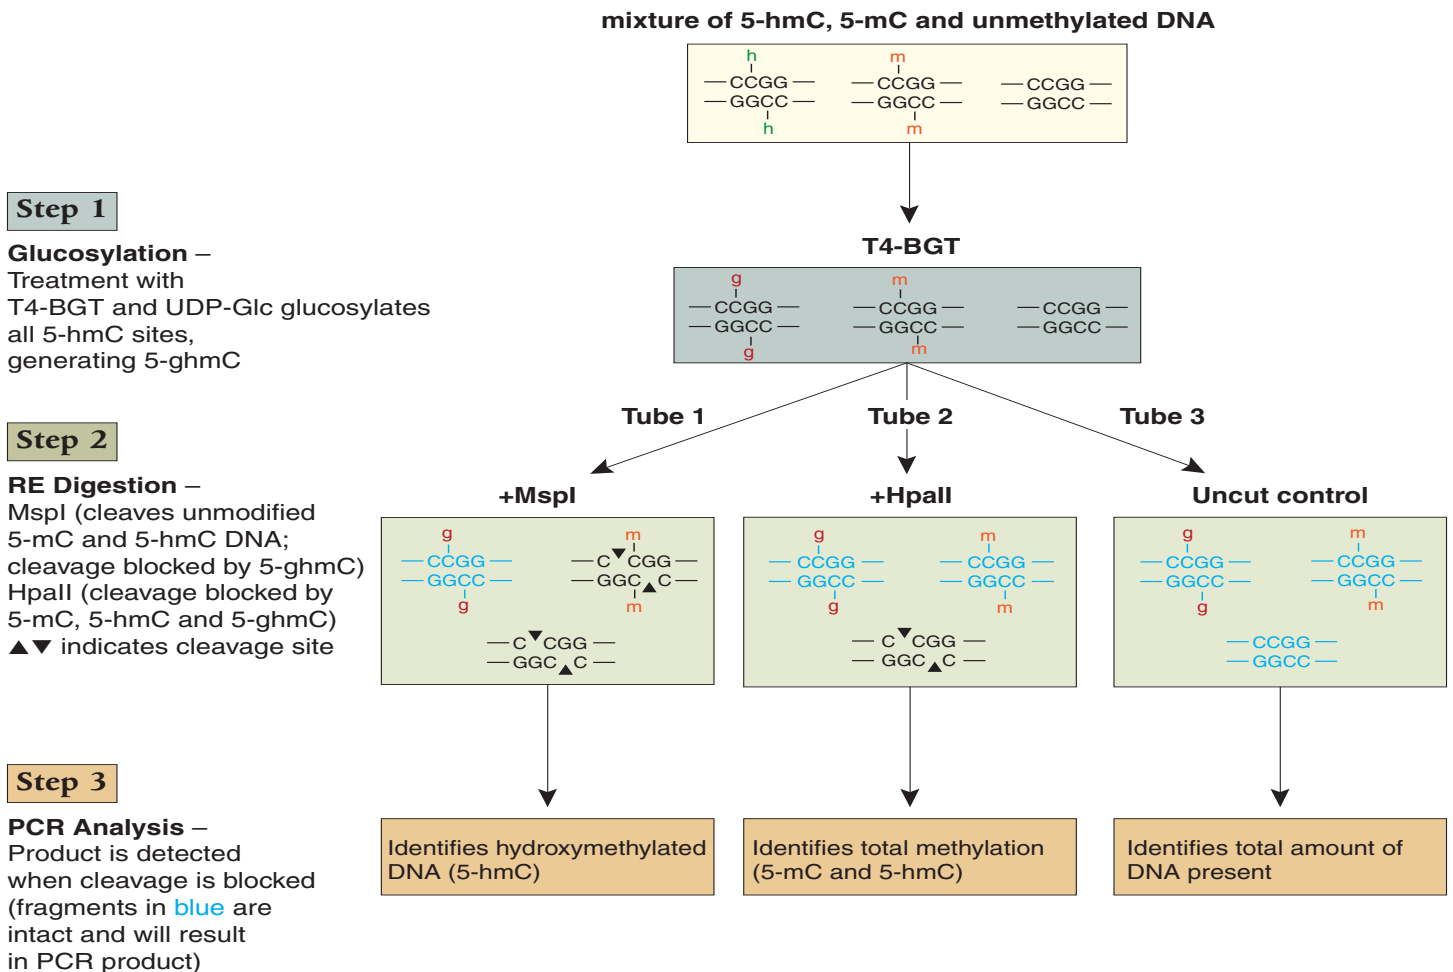 mixture of 5-hmC, 5-mC and unmethylated DNA
h m
CCGG CCGG CCGG
GGCC GGCC GGCC
h m
Step 1
Glucosylation –
Treatment with
T4-BGT and UDP-Glc glucosylates
all 5-hmC sites,
generating 5-ghmC
T4-BGT
g m
CCGG CCGG CCGG
GGCC GGCC GGCC
g m
Tube 1 Tube 2 Tube 3
Step 2
RE Digestion –
MspI (cleaves unmodified
5-mC and 5-hmC DNA;
cleavage blocked by 5-ghmC)
HpaII (cleavage blocked by
5-mC, 5-hmC and 5-ghmC)
▲▼ indicates cleavage site
+MspI
g m
CCGG C▼CGG
GGCC GGC▲C
g m
C▼CGG
GGC▲C
+HpaII
g m
CCGG CCGG
GGCC GGCC
g m
C▼CGG
GGC▲C
Uncut control
g m
CCGG CCGG
GGCC GGCC
g m
CCGG
GGCC
Step 3
PCR Analysis –
Product is detected
when cleavage is blocked
(fragments in blue are
intact and will result
in PCR product)
Identifies hydroxymethylated
DNA (5-hmC)
Identifies total methylation
(5-mC and 5-hmC)
Identifies total amount of
DNA present